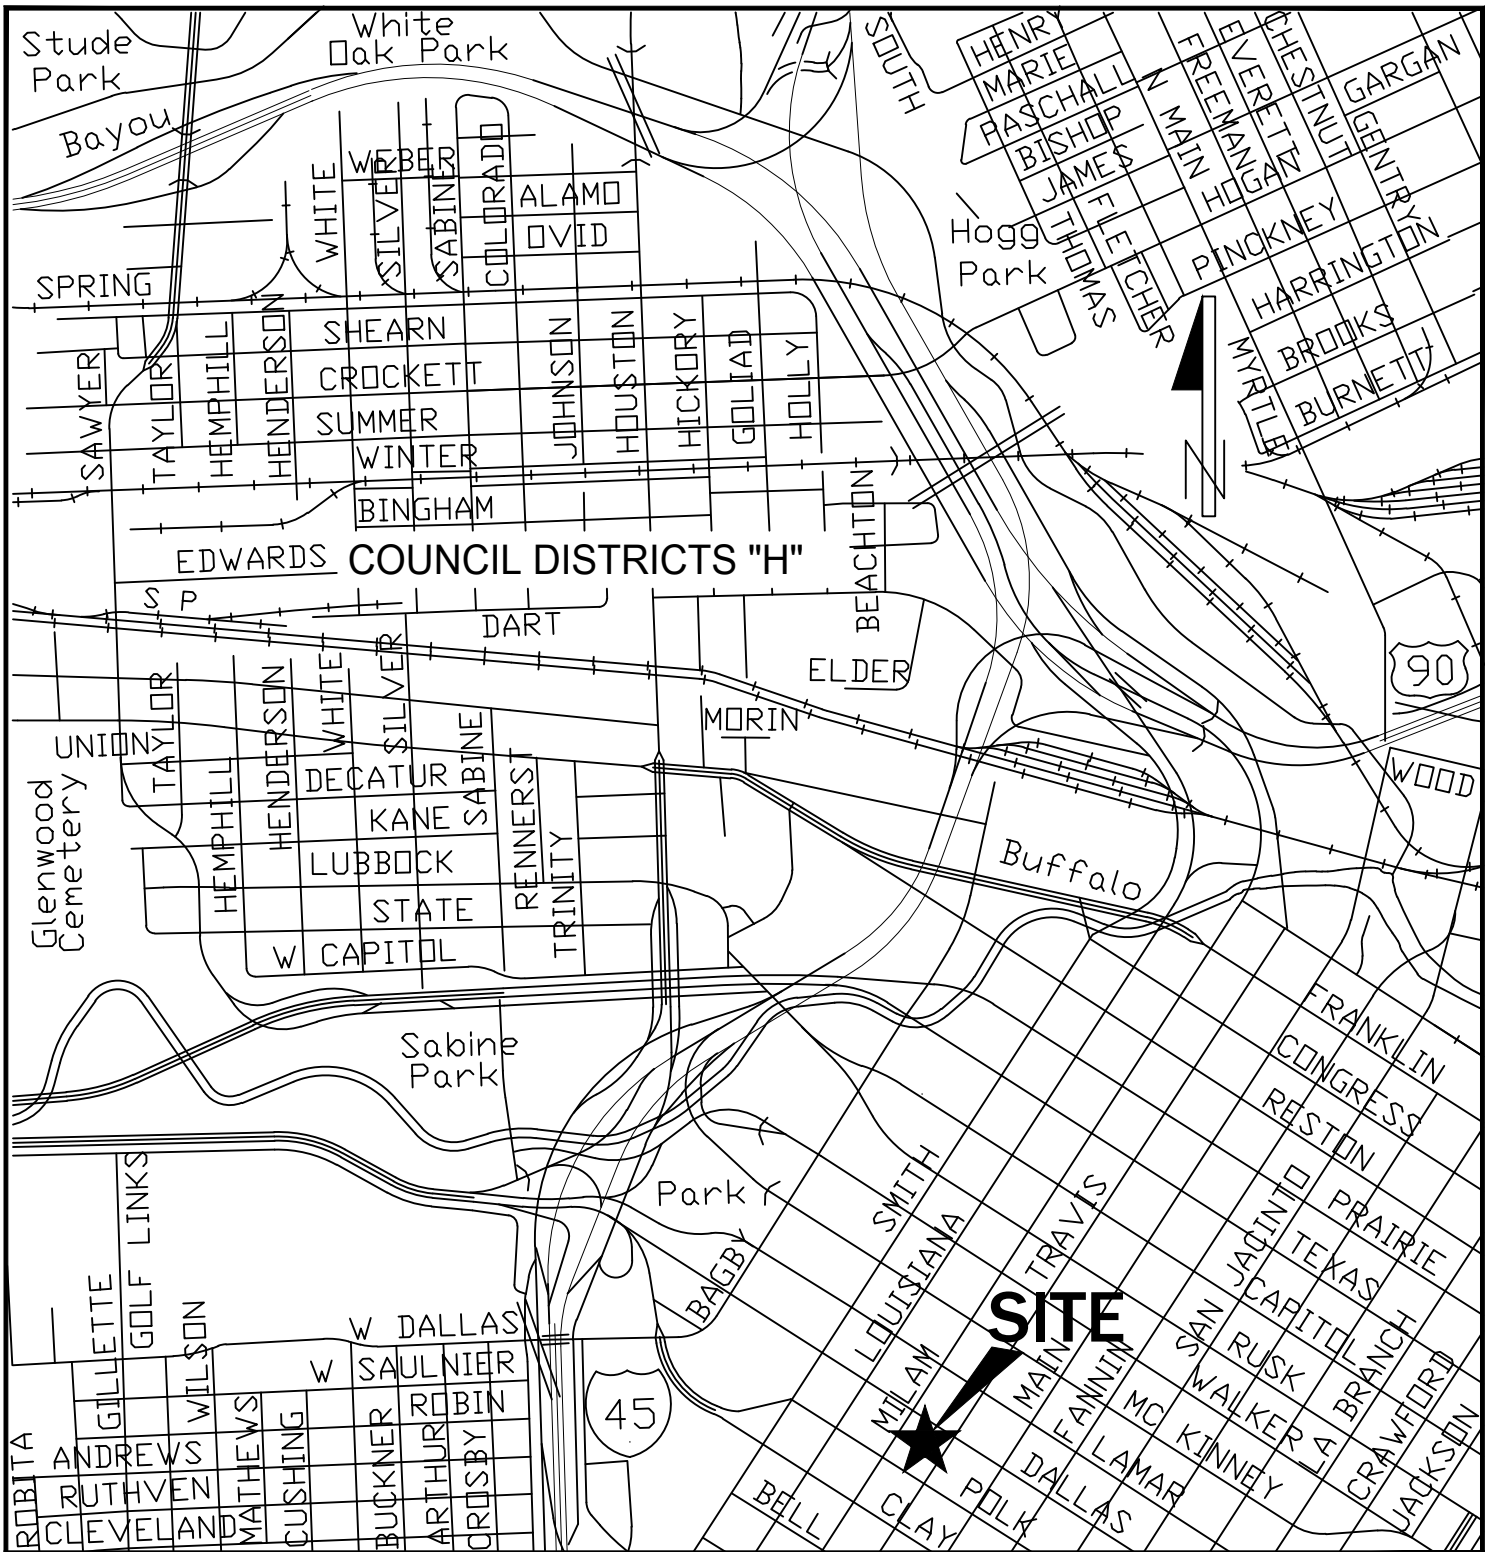 Stude
Park
White
Oak Park
Bayou
SOUTH
HENRY
MARIE
PASCHALL
BISHOP
JAMES
THOMAS
FLETCHER
N MAIN
FREEMAN
EVERETT
CHESTNUT
GENTRY
GARGAN
HOGAN
PINCKNEY
HARRINGTON
BROOKS
BURNETT
MYRTLE
Hogg
Park
WEBER
WHITE
SILVER
SABINE
COLORADO
ALAMO
OVID
SPRING
SHEARN
CROCKETT
SUMMER
WINTER
BINGHAM
SAWYER
TAYLOR
HEMPHILL
HENDERSON
JOHNSON
HOUSTON
HICKORY
GOLIAD
HOLLY
BEACHTON
N
EDWARDS
COUNCIL DISTRICTS "H"
S P
DART
ELDER
MORIN
90
WOOD
UNION
TAYLOR
HEMPHILL
HENDERSON
WHITE
SILVER
SABINE
RENNERST
TRINITY
DECATUR
KANE
LUBBOCK
STATE
W CAPITOL
Glenwood
Cemetery
Buffalo
Sabine
Park
FRANKLIN
CONGRESS
RESTON
PRAIRIE
TEXAS
CAPITOL
RUSK
WALKER
MC KINNEY
LAMAR
DALLAS
POLK
CLAY
BELL
Park
BAGBY
SMITH
LOUISIANA
MILAM
TRAVIS
MAIN
FANNIN
SAN JACINTO
LA BRANCH
CRAWFORD
JACKSON
SITE
GOLF LINKS
GILLETTE
WILSON
W DALLAS
W SAULNIER
ROBIN
45
ANDREWS
RUTHVEN
CLEVELAND
ROBITA
MATHEWS
CUSHING
BUCKNER
ARTHUR
CROSBY